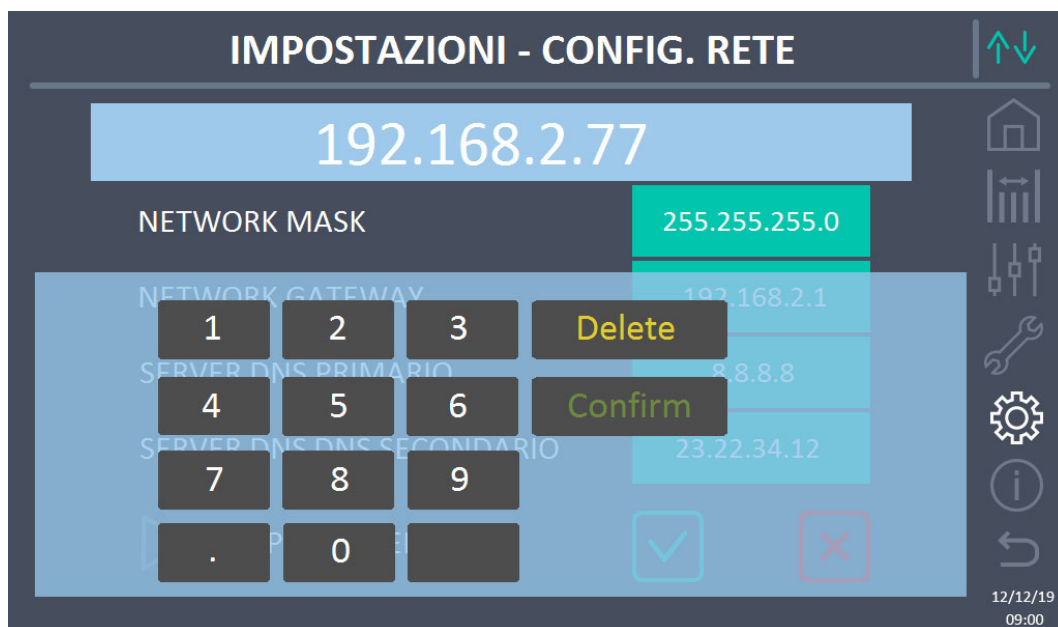 IMPOSTAZIONI - CONFIG. RETE
192.168.2.77
NETWORK MASK 255.255.255.0
NETWORK GATEWAY 192.168.2.1
1 2 3 Delete
SERVER DNS PRIMARIO 8.8.8.8
4 5 6 Confirm
SERVER DNS DNS SECONDARIO 23.22.34.12
7 8 9
. 0
12/12/19
09:00